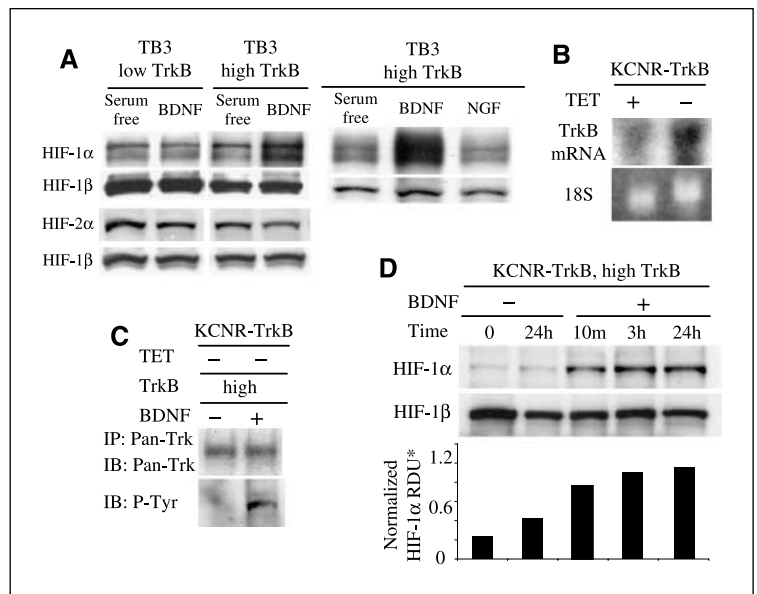 A
TB3 low TrkB
TB3 high TrkB
TB3 high TrkB
Serum free
BDNF
Serum free
BDNF
Serum free
BDNF
NGF
HIF-1α
HIF-1β
HIF-2α
HIF-1β
B
KCNR-TrkB
TET + −
TrkB mRNA
18S
C
KCNR-TrkB
TET − −
TrkB high
BDNF − +
IP: Pan-Trk
IB: Pan-Trk
IB: P-Tyr
D
KCNR-TrkB, high TrkB
BDNF − +
Time 0 24h 10m 3h 24h
HIF-1α
HIF-1β
Normalized HIF-1α RDU*
1.2
0.6
0